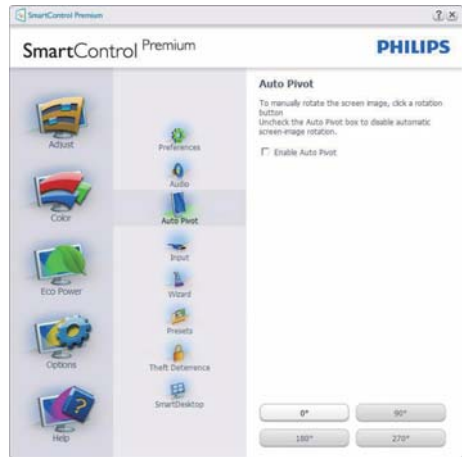 SmartControl Premium
SmartControl Premium
PHILIPS
Adjust
Color
Eco Power
Options
Help
Preferences
Audio
Auto Pivot
Input
Wizard
Presets
Theft Deterrence
SmartDesktop
Auto Pivot
To manually rotate the screen image, click a rotation
button
Uncheck the Auto Pivot box to disable automatic
screen-image rotation.
Enable Auto Pivot
0°
90°
180°
270°